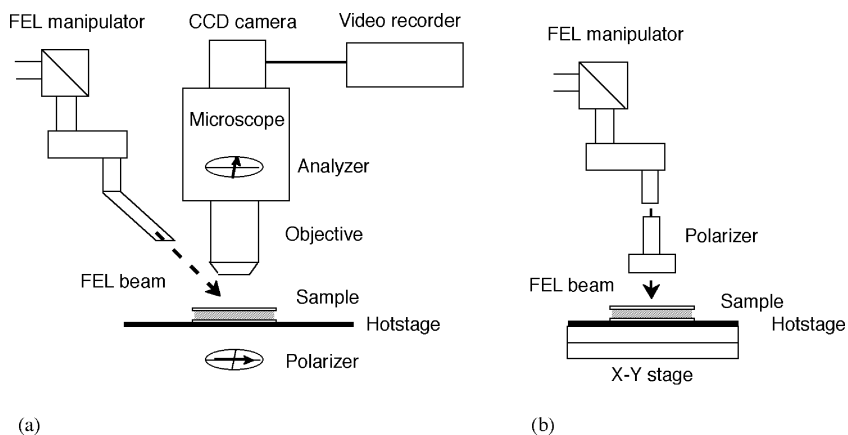 FEL manipulator
CCD camera
Video recorder
Microscope
Analyzer
Objective
FEL beam
Sample
Hotstage
Polarizer
(a)
FEL manipulator
Polarizer
FEL beam
Sample
Hotstage
X-Y stage
(b)